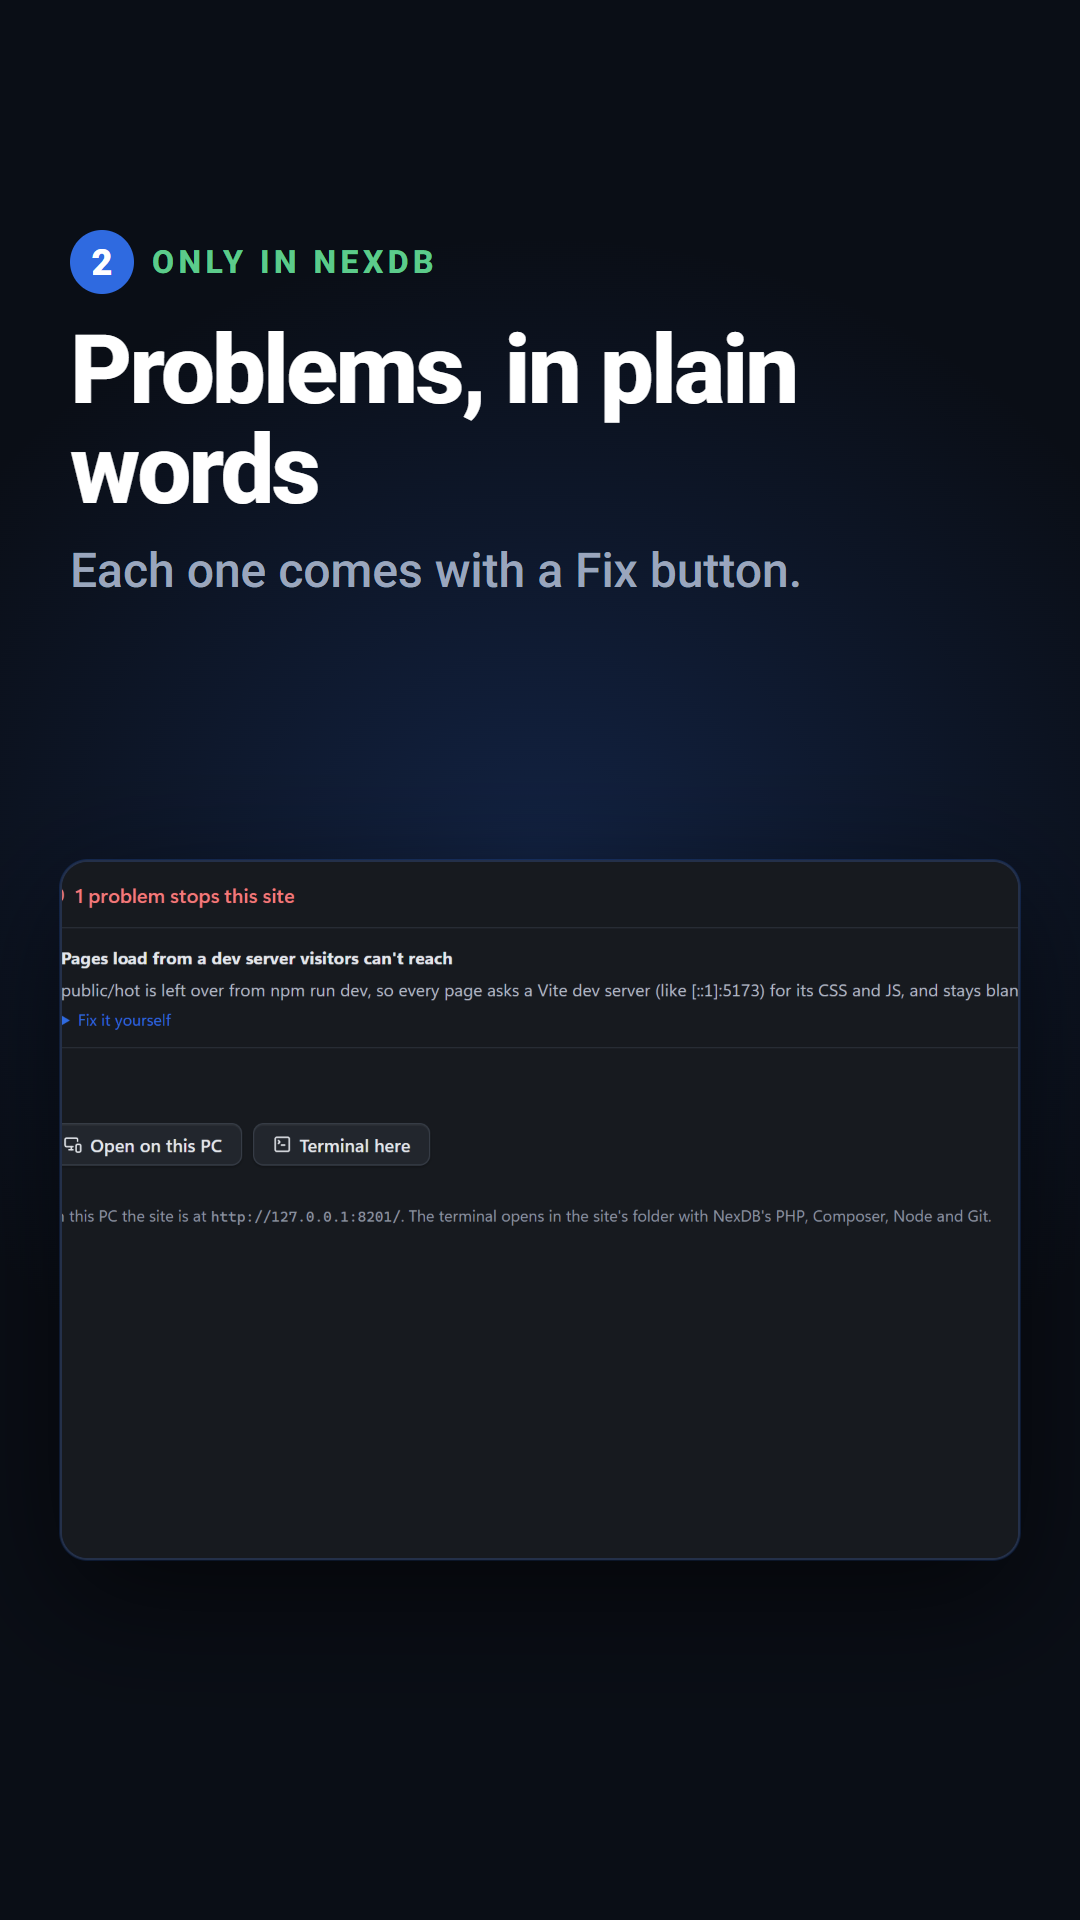 2 ONLY IN NEXDB
Problems, in plain
words
Each one comes with a Fix button.
1 problem stops this site
Pages load from a dev server visitors can't reach
public/hot is left over from npm run dev, so every page asks a Vite dev server (like [::1]:5173) for its CSS and JS, and stays blan
Fix it yourself
Open on this PC Terminal here
this PC the site is at http://127.0.0.1:8201/. The terminal opens in the site's folder with NexDB's PHP, Composer, Node and Git.